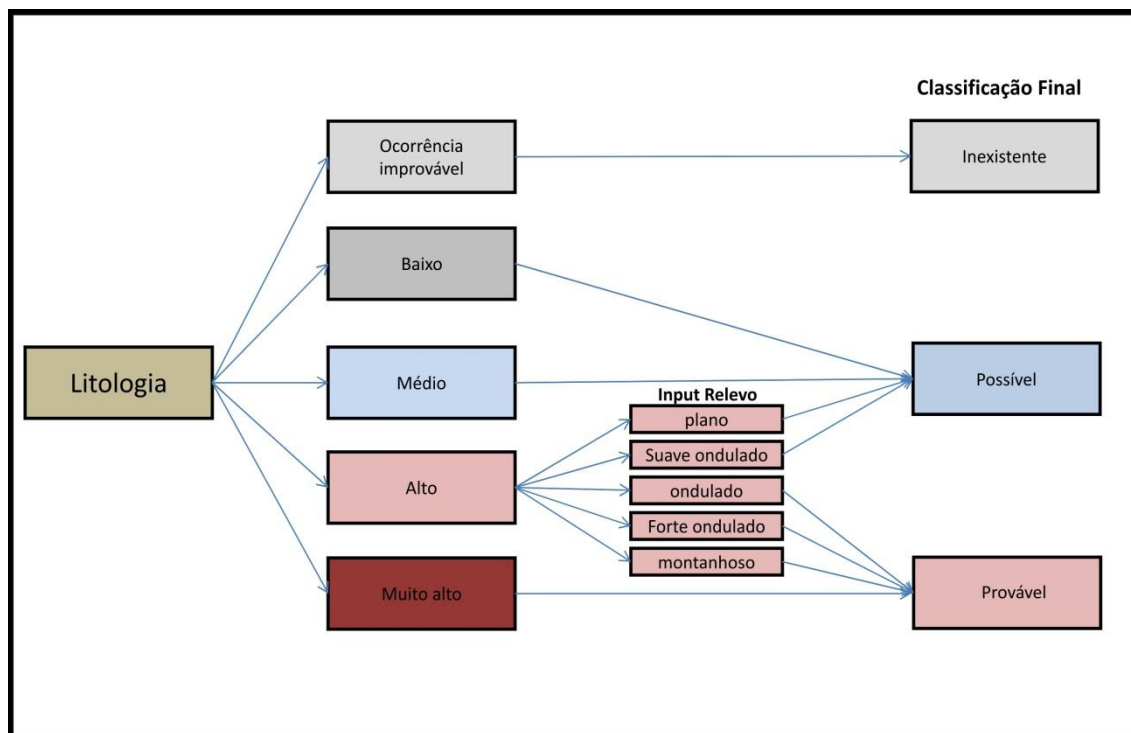 Classificação Final
Ocorrência
improvável
Inexistente
Baixo
Litologia
Médio
Possível
Input Relevo
plano
Suave ondulado
Alto
ondulado
Forte ondulado
montanhoso
Muito alto
Provável